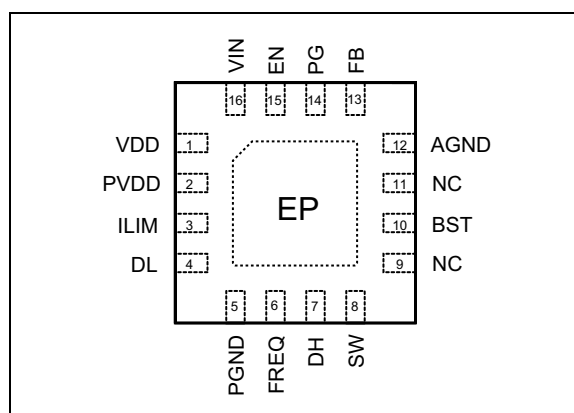 VIN
EN
PG
FB
16
15
14
13
VDD 1
PVDD 2
ILIM 3
DL 4
EP
12 AGND
11 NC
10 BST
9 NC
5
6
7
8
PGND
FREQ
DH
SW